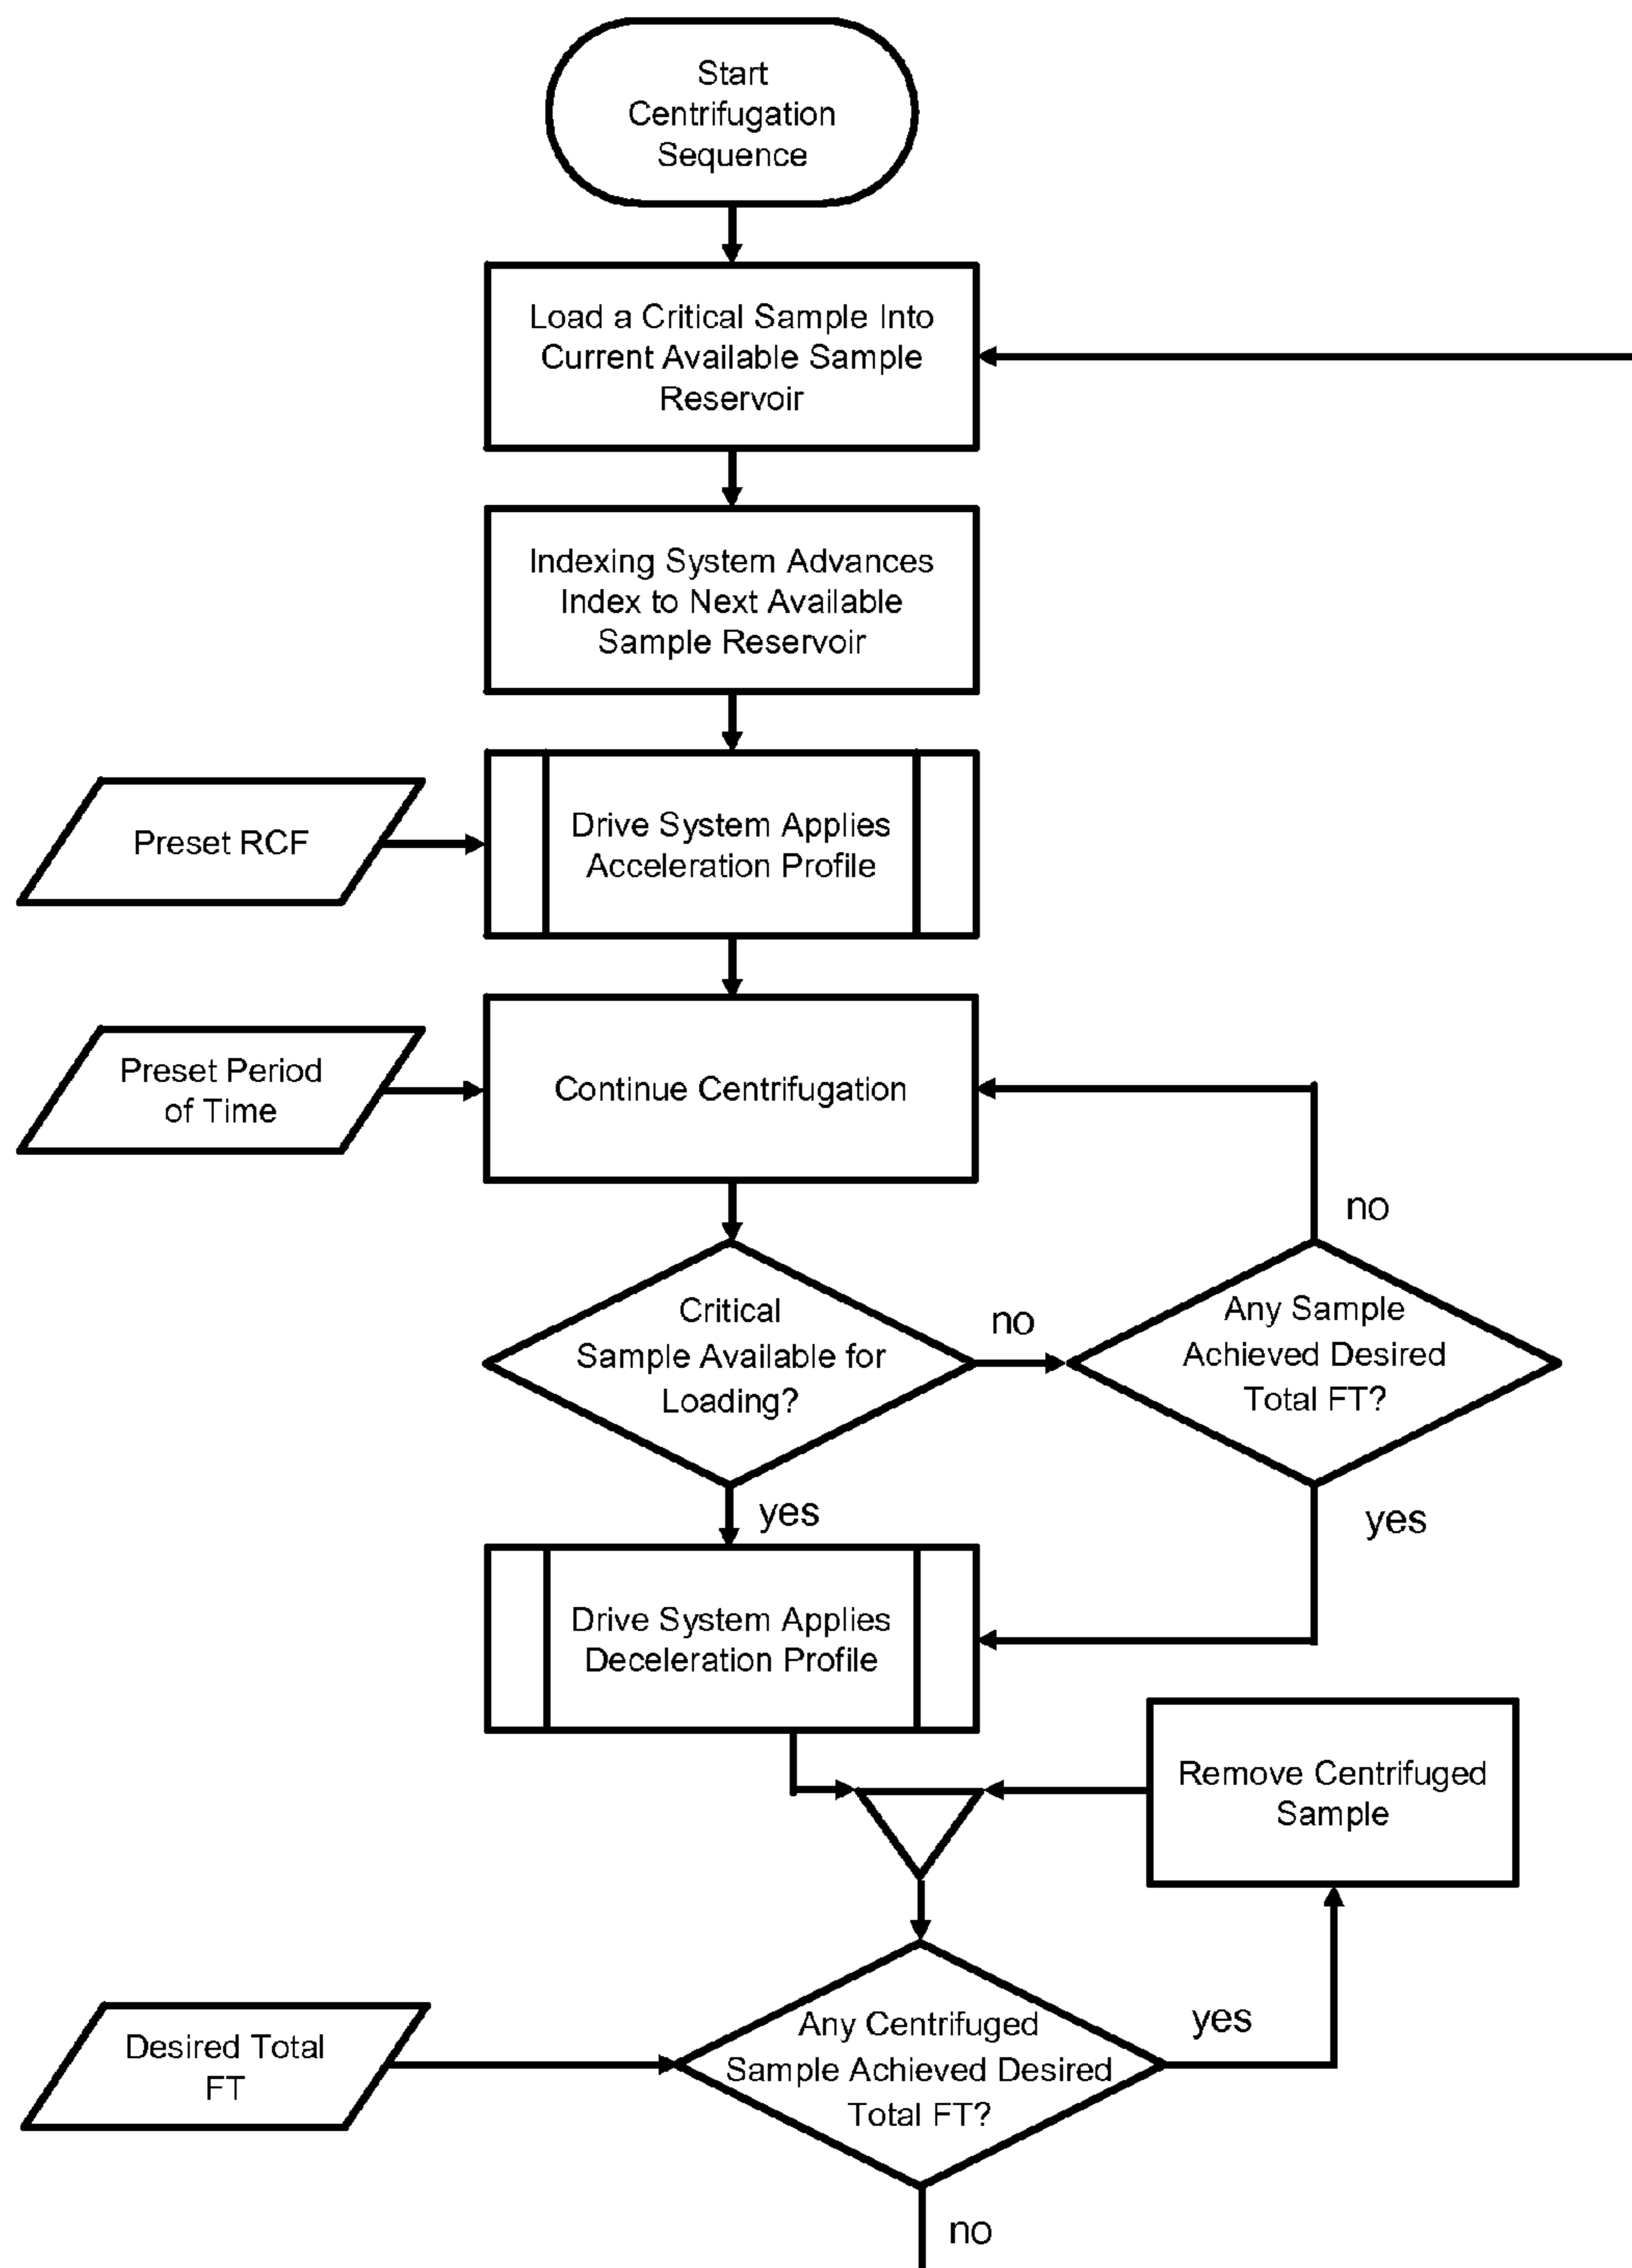 Start
Centrifugation
Sequence
Load a Critical Sample Into
Current Available Sample
Reservoir
Indexing System Advances
Index to Next Available
Sample Reservoir
Preset RCF
Drive System Applies
Acceleration Profile
Preset Period
of Time
Continue Centrifugation
no
Critical
Sample Available for
Loading?
no
Any Sample
Achieved Desired
Total FT?
yes
yes
Drive System Applies
Deceleration Profile
Remove Centrifuged
Sample
Desired Total
FT
Any Centrifuged
Sample Achieved Desired
Total FT?
yes
no